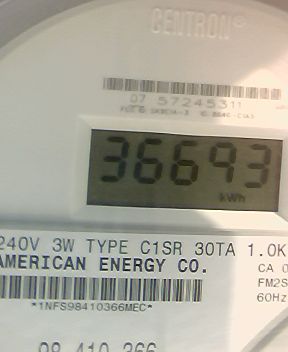 CENTRON®
07 57245311
36693
kWh
240V 3W TYPE C1SR 30TA 1.0K
AMERICAN ENERGY CO.
CA 0
FM2S
60Hz
*1NFS98410366MEC*
98 410 366